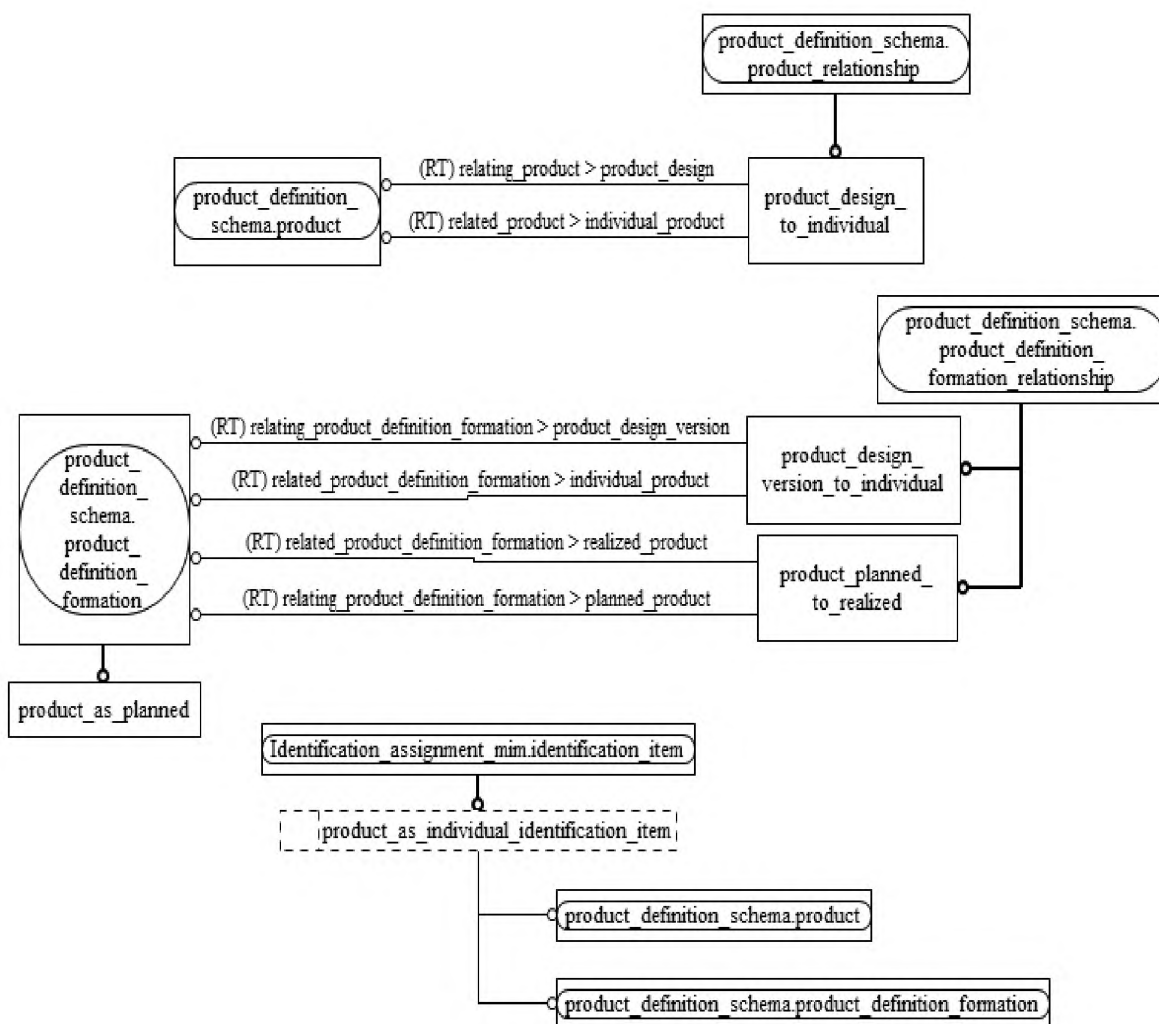 product_definition_schema.
product_relationship
(RT) relating_product > product_design
product_definition_
schema.product
product_design_
to_individual
(RT) related_product > individual_product
product_definition_schema.
product_definition_
formation_relationship
(RT) relating_product_definition_formation > product_design_version
product_design_
version_to_individual
(RT) related_product_definition_formation > individual_product
product_
definition_
schema.
product_
definition_
formation
(RT) related_product_definition_formation > realized_product
product_planned_
to_realized
(RT) relating_product_definition_formation > planned_product
product_as_planned
Identification_assignment_mim.identification_item
product_as_individual_identification_item
product_definition_schema.product
product_definition_schema.product_definition_formation